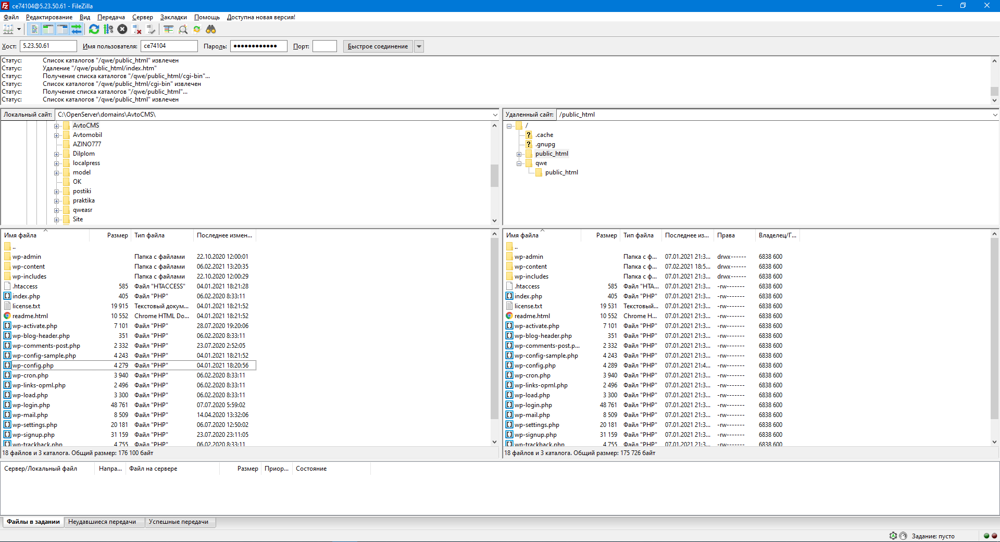 ce74104@5.23.50.61 - FileZilla
Файл Редактирование Вид Передача Сервер Закладки Помощь Доступна новая версия!
Хост: 5.23.50.61 Имя пользователя: ce74104 Пароль: ●●●●●●●●●●●● Порт: Быстрое соединение
Статус: Список каталогов "/qwe/public_html" извлечен
Статус: Удаление "/qwe/public_html/index.htm"
Статус: Получение списка каталогов "/qwe/public_html/cgi-bin"...
Статус: Список каталогов "/qwe/public_html/cgi-bin" извлечен
Статус: Получение списка каталогов "/qwe/public_html"...
Статус: Список каталогов "/qwe/public_html" извлечен
Локальный сайт: C:\OpenServer\domains\AvtoCMS\
AvtoCMS
Avtomobil
AZINO777
Dilplom
localpress
model
OK
postiki
praktika
qweasr
Site
Удаленный сайт: /public_html
/
.cache
.gnupg
public_html
qwe
public_html
Имя файла Размер Тип файла Последнее измен...
..
wp-admin Папка с файлами 22.10.2020 12:00:01
wp-content Папка с файлами 06.02.2021 13:20:35
wp-includes Папка с файлами 22.10.2020 12:00:29
.htaccess 585 Файл "HTACCESS" 04.01.2021 18:21:28
index.php 405 Файл "PHP" 06.02.2020 8:33:11
license.txt 19 915 Текстовый докум... 04.01.2021 18:21:52
readme.html 10 552 Chrome HTML Do... 04.01.2021 18:21:52
wp-activate.php 7 101 Файл "PHP" 28.07.2020 19:20:06
wp-blog-header.php 351 Файл "PHP" 06.02.2020 8:33:11
wp-comments-post.php 2 332 Файл "PHP" 23.07.2020 2:52:05
wp-config-sample.php 4 243 Файл "PHP" 04.01.2021 18:21:52
wp-config.php 4 279 Файл "PHP" 04.01.2021 18:20:56
wp-cron.php 3 940 Файл "PHP" 06.02.2020 8:33:11
wp-links-opml.php 2 496 Файл "PHP" 06.02.2020 8:33:11
wp-load.php 3 300 Файл "PHP" 06.02.2020 8:33:11
wp-login.php 48 761 Файл "PHP" 07.07.2020 5:59:02
wp-mail.php 8 509 Файл "PHP" 14.04.2020 13:32:06
wp-settings.php 20 181 Файл "PHP" 06.07.2020 12:50:02
wp-signup.php 31 159 Файл "PHP" 23.07.2020 23:11:05
wp-trackback.php 4 755 Файл "PHP" 06.02.2020 8:33:11
18 файлов и 3 каталога. Общий размер: 176 100 байт
Имя файла Размер Тип файла Последнее из... Права Владелец/Г...
..
wp-admin Папка с ф... 07.01.2021 21:3... drwx------ 6838 600
wp-content Папка с ф... 07.02.2021 18:5... drwx------ 6838 600
wp-includes Папка с ф... 07.01.2021 21:3... drwx------ 6838 600
.htaccess 585 Файл "HTA... 07.01.2021 21:3... -rw------- 6838 600
index.php 405 Файл "PHP" 07.01.2021 21:3... -rw------- 6838 600
license.txt 19 531 Текстовый... 07.01.2021 21:3... -rw------- 6838 600
readme.html 10 552 Chrome H... 07.01.2021 21:3... -rw------- 6838 600
wp-activate.php 7 101 Файл "PHP" 07.01.2021 21:3... -rw------- 6838 600
wp-blog-header.php 351 Файл "PHP" 07.01.2021 21:3... -rw------- 6838 600
wp-comments-post.p... 2 332 Файл "PHP" 07.01.2021 21:3... -rw------- 6838 600
wp-config-sample.php 4 243 Файл "PHP" 07.01.2021 21:3... -rw------- 6838 600
wp-config.php 4 289 Файл "PHP" 07.01.2021 21:4... -rw------- 6838 600
wp-cron.php 3 940 Файл "PHP" 07.01.2021 21:3... -rw------- 6838 600
wp-links-opml.php 2 496 Файл "PHP" 07.01.2021 21:3... -rw------- 6838 600
wp-load.php 3 300 Файл "PHP" 07.01.2021 21:3... -rw------- 6838 600
wp-login.php 48 761 Файл "PHP" 07.01.2021 21:3... -rw------- 6838 600
wp-mail.php 8 509 Файл "PHP" 07.01.2021 21:3... -rw------- 6838 600
wp-settings.php 20 181 Файл "PHP" 07.01.2021 21:3... -rw------- 6838 600
wp-signup.php 31 159 Файл "PHP" 07.01.2021 21:3... -rw------- 6838 600
wp-trackback.php 4 755 Файл "PHP" 07.01.2021 21:3... -rw------- 6838 600
18 файлов и 3 каталога. Общий размер: 175 726 байт
Сервер/Локальный файл Напра... Файл на сервере Размер Приор... Состояние
Файлы в задании Неудавшиеся передачи Успешные передачи
Задание: пусто